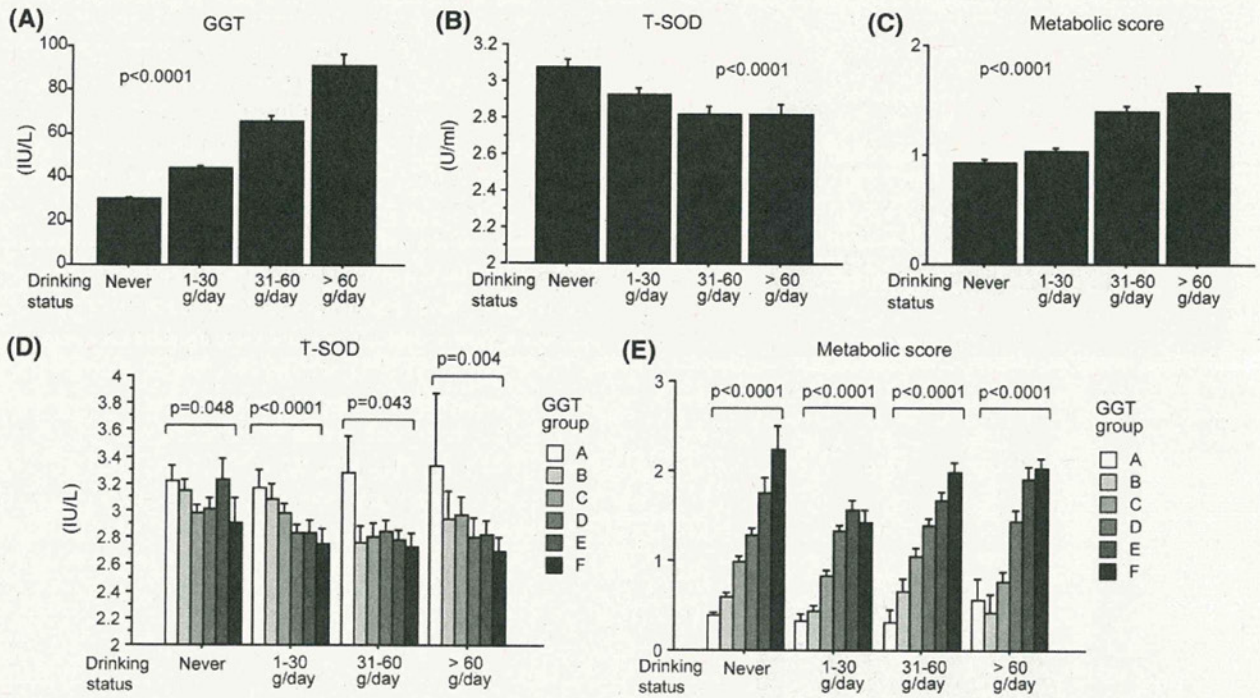 (A)
GGT
100
80
60
40
20
0
(IU/L)
p<0.0001
Drinking status
Never
1-30 g/day
31-60 g/day
> 60 g/day
(B)
T-SOD
3.2
3
2.8
2.6
2.4
2.2
2
(U/ml)
p<0.0001
Drinking status
Never
1-30 g/day
31-60 g/day
> 60 g/day
(C)
Metabolic score
2
1
0
p<0.0001
Drinking status
Never
1-30 g/day
31-60 g/day
> 60 g/day
(D)
T-SOD
4
3.8
3.6
3.4
3.2
3
2.8
2.6
2.4
2.2
2
(IU/L)
p=0.048
p<0.0001
p=0.043
p=0.004
GGT group
A
B
C
D
E
F
Drinking status
Never
1-30 g/day
31-60 g/day
> 60 g/day
(E)
Metabolic score
3
2
1
0
p<0.0001
p<0.0001
p<0.0001
p<0.0001
GGT group
A
B
C
D
E
F
Drinking status
Never
1-30 g/day
31-60 g/day
> 60 g/day